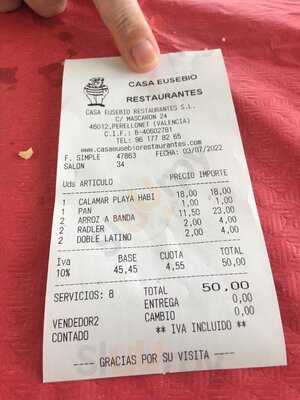 CASA EUSEBIO
RESTAURANTES
CASA EUSEBIO RESTAURANTES S.L.
C/ MASCARON 24
46012,PERELLONET (VALENCIA)
C.I.F.: B-40602781
TEL: 96 177 82 65
www.casaeusebiorestaurantes.com
F. SIMPLE 47863 FECHA: 03/07/2022
SALON 34
Uds ARTICULO PRECIO IMPORTE
1 CALAMAR PLAYA HABI 18,00 18,00
1 PAN 1,00 1,00
2 ARROZ A BANDA 11,50 23,00
2 RADLER 2,00 4,00
2 DOBLE LATINO 2,00 4,00
Iva BASE CUOTA TOTAL
10% 45,45 4,55 50,00
SERVICIOS: 8 TOTAL 50,00
ENTREGA 0,00
VENDEDOR2 CAMBIO 0,00
CONTADO ** IVA INCLUIDO **
---- GRACIAS POR SU VISITA ----